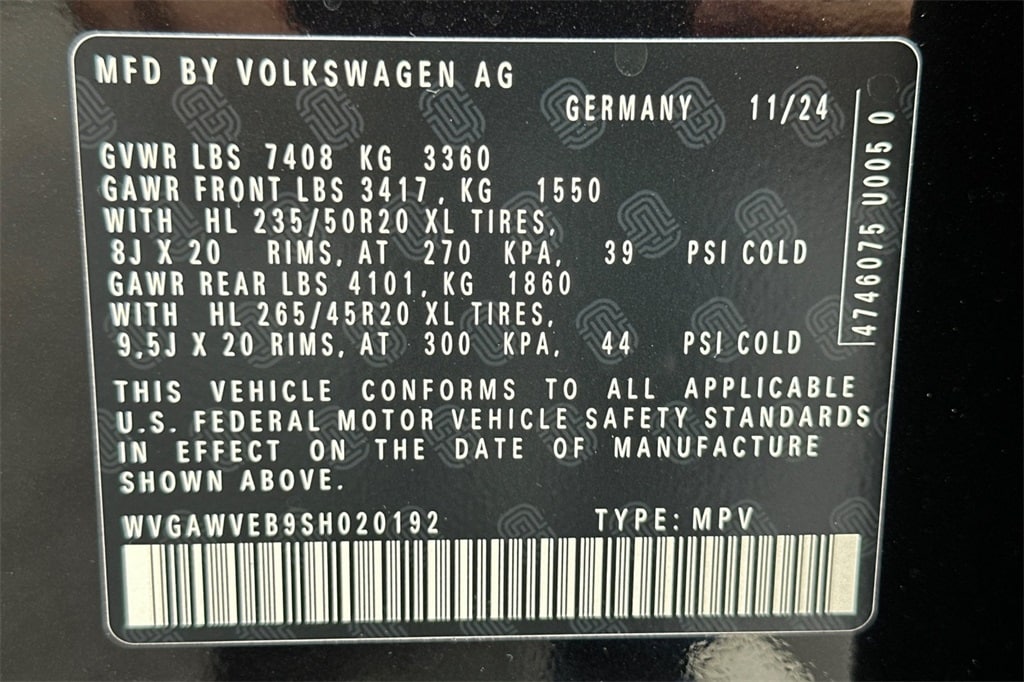 MFD BY VOLKSWAGEN AG
GERMANY 11/24
GVWR LBS 7408 KG 3360
GAWR FRONT LBS 3417, KG 1550
WITH HL 235/50R20 XL TIRES,
8J X 20 RIMS, AT 270 KPA, 39 PSI COLD
GAWR REAR LBS 4101, KG 1860
WITH HL 265/45R20 XL TIRES,
9,5J X 20 RIMS, AT 300 KPA, 44 PSI COLD
THIS VEHICLE CONFORMS TO ALL APPLICABLE
U.S. FEDERAL MOTOR VEHICLE SAFETY STANDARDS
IN EFFECT ON THE DATE OF MANUFACTURE
SHOWN ABOVE.
WVGAWVEB9SH020192 TYPE: MPV
4746075 U005 0